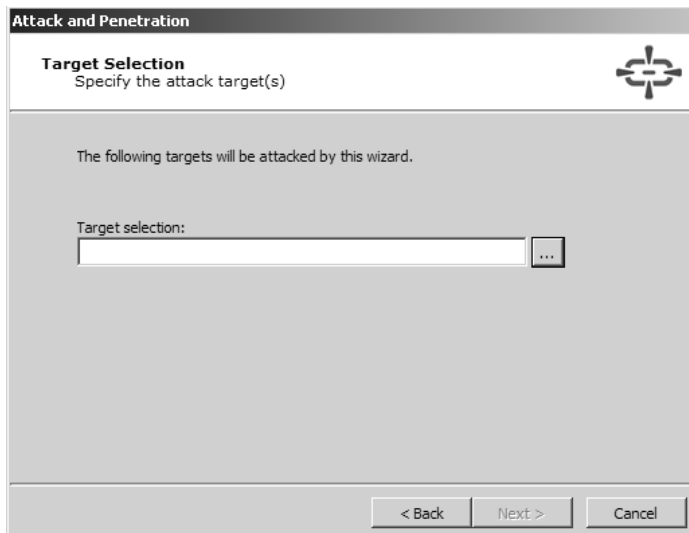 Attack and Penetration
Target Selection
Specify the attack target(s)
The following targets will be attacked by this wizard.
Target selection:
...
< Back Next > Cancel